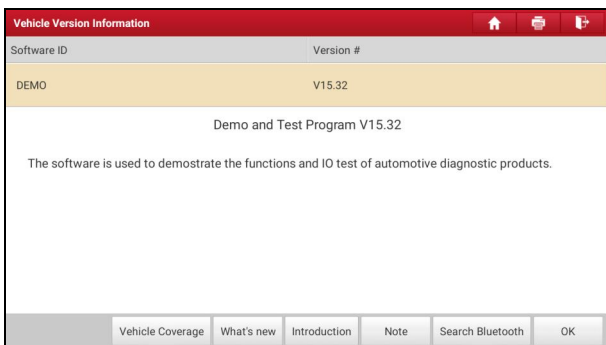 Vehicle Version Information
Software ID Version #
DEMO V15.32
Demo and Test Program V15.32
The software is used to demostrate the functions and IO test of automotive diagnostic products.
Vehicle Coverage What's new Introduction Note Search Bluetooth OK